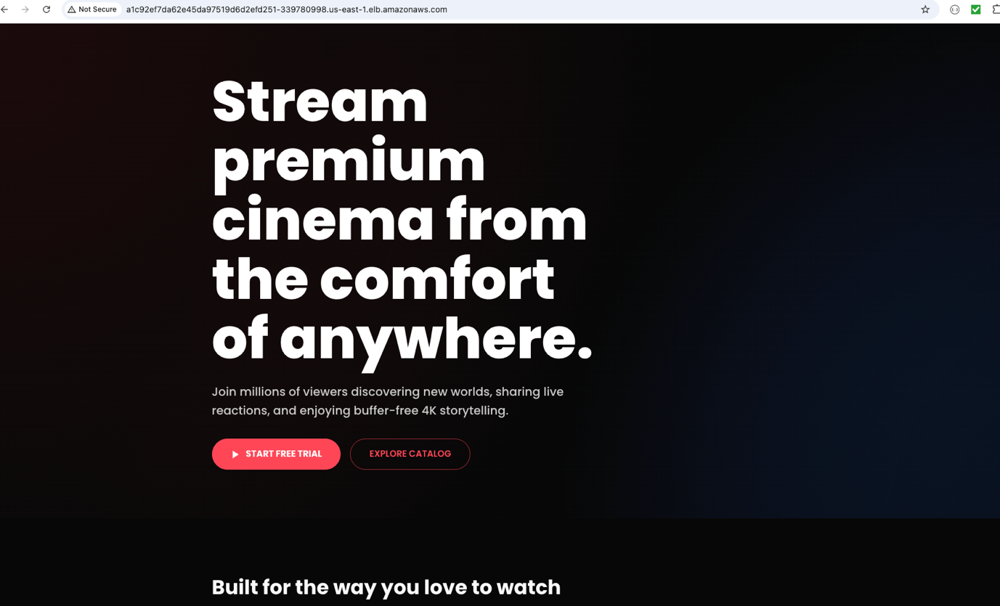 Not Secure
a1c92ef7da62e45da97519d6d2efd251-339780998.us-east-1.elb.amazonaws.com
Stream
premium
cinema from
the comfort
of anywhere.
Join millions of viewers discovering new worlds, sharing live
reactions, and enjoying buffer-free 4K storytelling.
START FREE TRIAL
EXPLORE CATALOG
Built for the way you love to watch